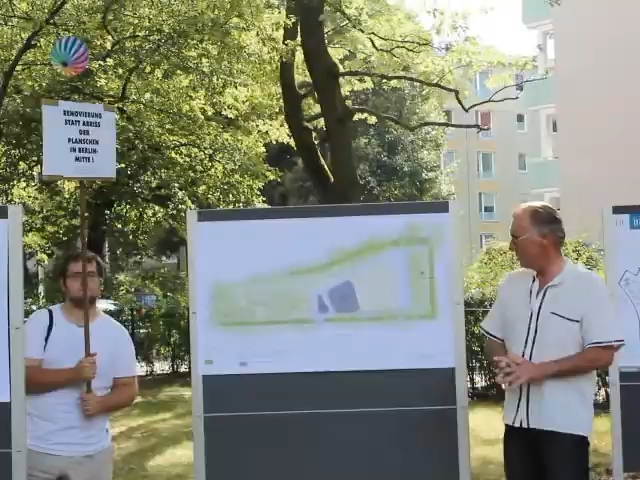 RENOVIERUNG
STATT ABRISS
DER
PLANSCHEN
IN BERLIN-
MITTE !